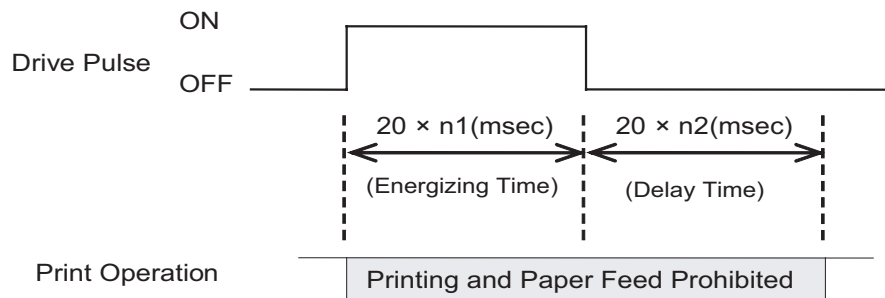 ON
Drive Pulse
OFF
20 × n1(msec)
20 × n2(msec)
(Energizing Time)
(Delay Time)
Print Operation
Printing and Paper Feed Prohibited